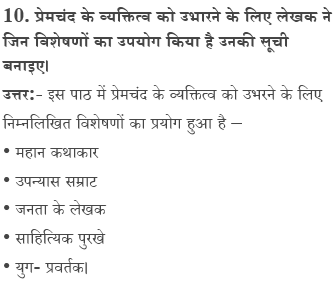 10. प्रेमचंद के व्यक्तित्व को उभारने के लिए लेखक ने
जिन विशेषणों का उपयोग किया है उनकी सूची
बनाइए।
उत्तर:- इस पाठ में प्रेमचंद के व्यक्तित्व को उभरने के लिए
निम्नलिखित विशेषणों का प्रयोग हुआ है –
• महान कथाकार
• उपन्यास सम्राट
• जनता के लेखक
• साहित्यिक पुरखे
• युग- प्रवर्तक।